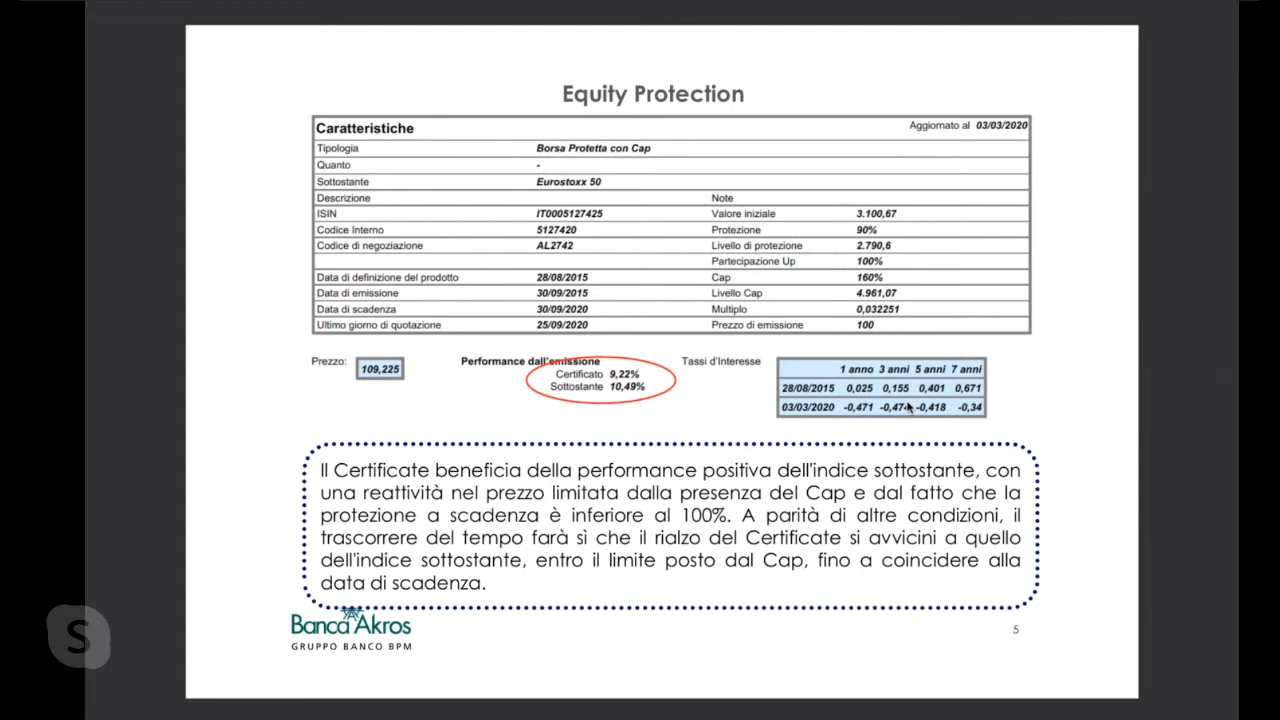 Equity Protection
Caratteristiche Aggiornato al 03/03/2020
Tipologia Borsa Protetta con Cap
Quanto -
Sottostante Eurostoxx 50
Descrizione Note
ISIN IT0005127425 Valore iniziale 3.100,67
Codice Interno 5127420 Protezione 90%
Codice di negoziazione AL2742 Livello di protezione 2.790,6
Partecipazione Up 100%
Data di definizione del prodotto 28/08/2015 Cap 160%
Data di emissione 30/09/2015 Livello Cap 4.961,07
Data di scadenza 30/09/2020 Multiplo 0,032251
Ultimo giorno di quotazione 25/09/2020 Prezzo di emissione 100
Prezzo: 109,225 Performance dall'emissione Tassi d'Interesse
1 anno 3 anni 5 anni 7 anni
Certificato 9,22%
Sottostante 10,49%
28/08/2015 0,025 0,155 0,401 0,671
03/03/2020 -0,471 -0,418 -0,34
Il Certificate beneficia della performance positiva dell'indice sottostante, con
una reattività nel prezzo limitata dalla presenza del Cap e dal fatto che la
protezione a scadenza è inferiore al 100%. A parità di altre condizioni, il
trascorrere del tempo farà sì che il rialzo del Certificate si avvicini a quello
dell'indice sottostante, entro il limite posto dal Cap, fino a coincidere alla
data di scadenza.
Banca Akros
GRUPPO BANCO BPM
5
S